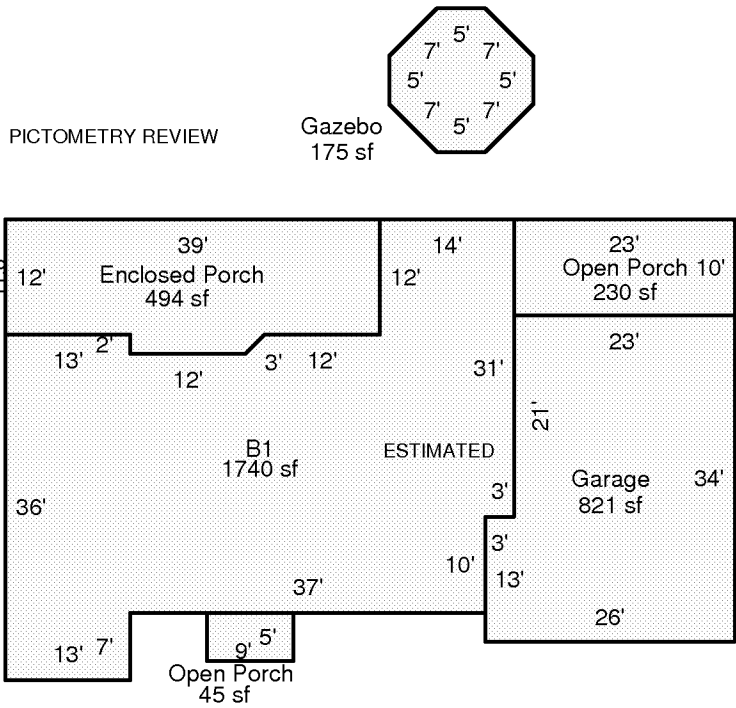 5'
7' 7'
5' 5'
7' 7'
5'
PICTOMETRY REVIEW
Gazebo
175 sf
39'
12'
Enclosed Porch
494 sf
14'
12'
23'
Open Porch 10'
230 sf
2'
13'
12'
3'
12'
31'
23'
21'
B1
1740 sf
ESTIMATED
3'
Garage
821 sf
34'
36'
3'
10'
13'
37'
26'
13'
7'
5'
9'
Open Porch
45 sf